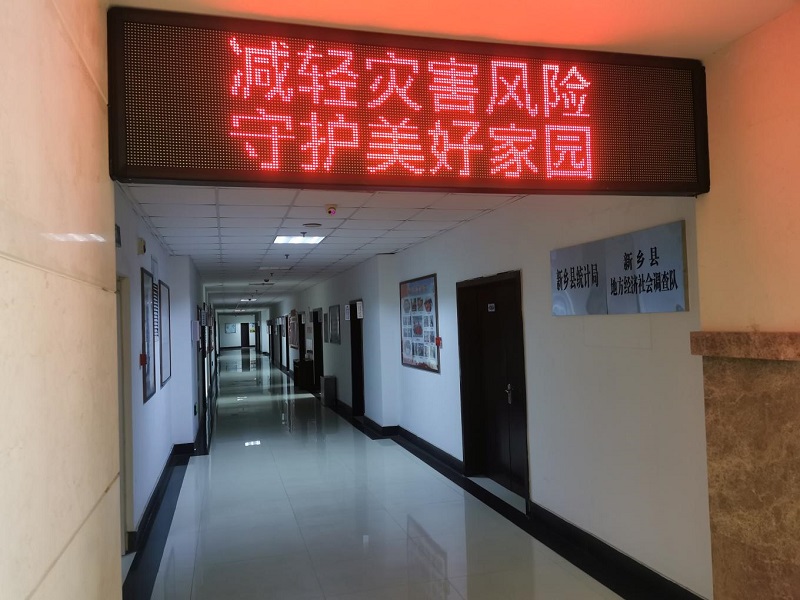 减轻灾害风险
守护美好家园
新乡县统计局
新乡县
地方经济社会调查队